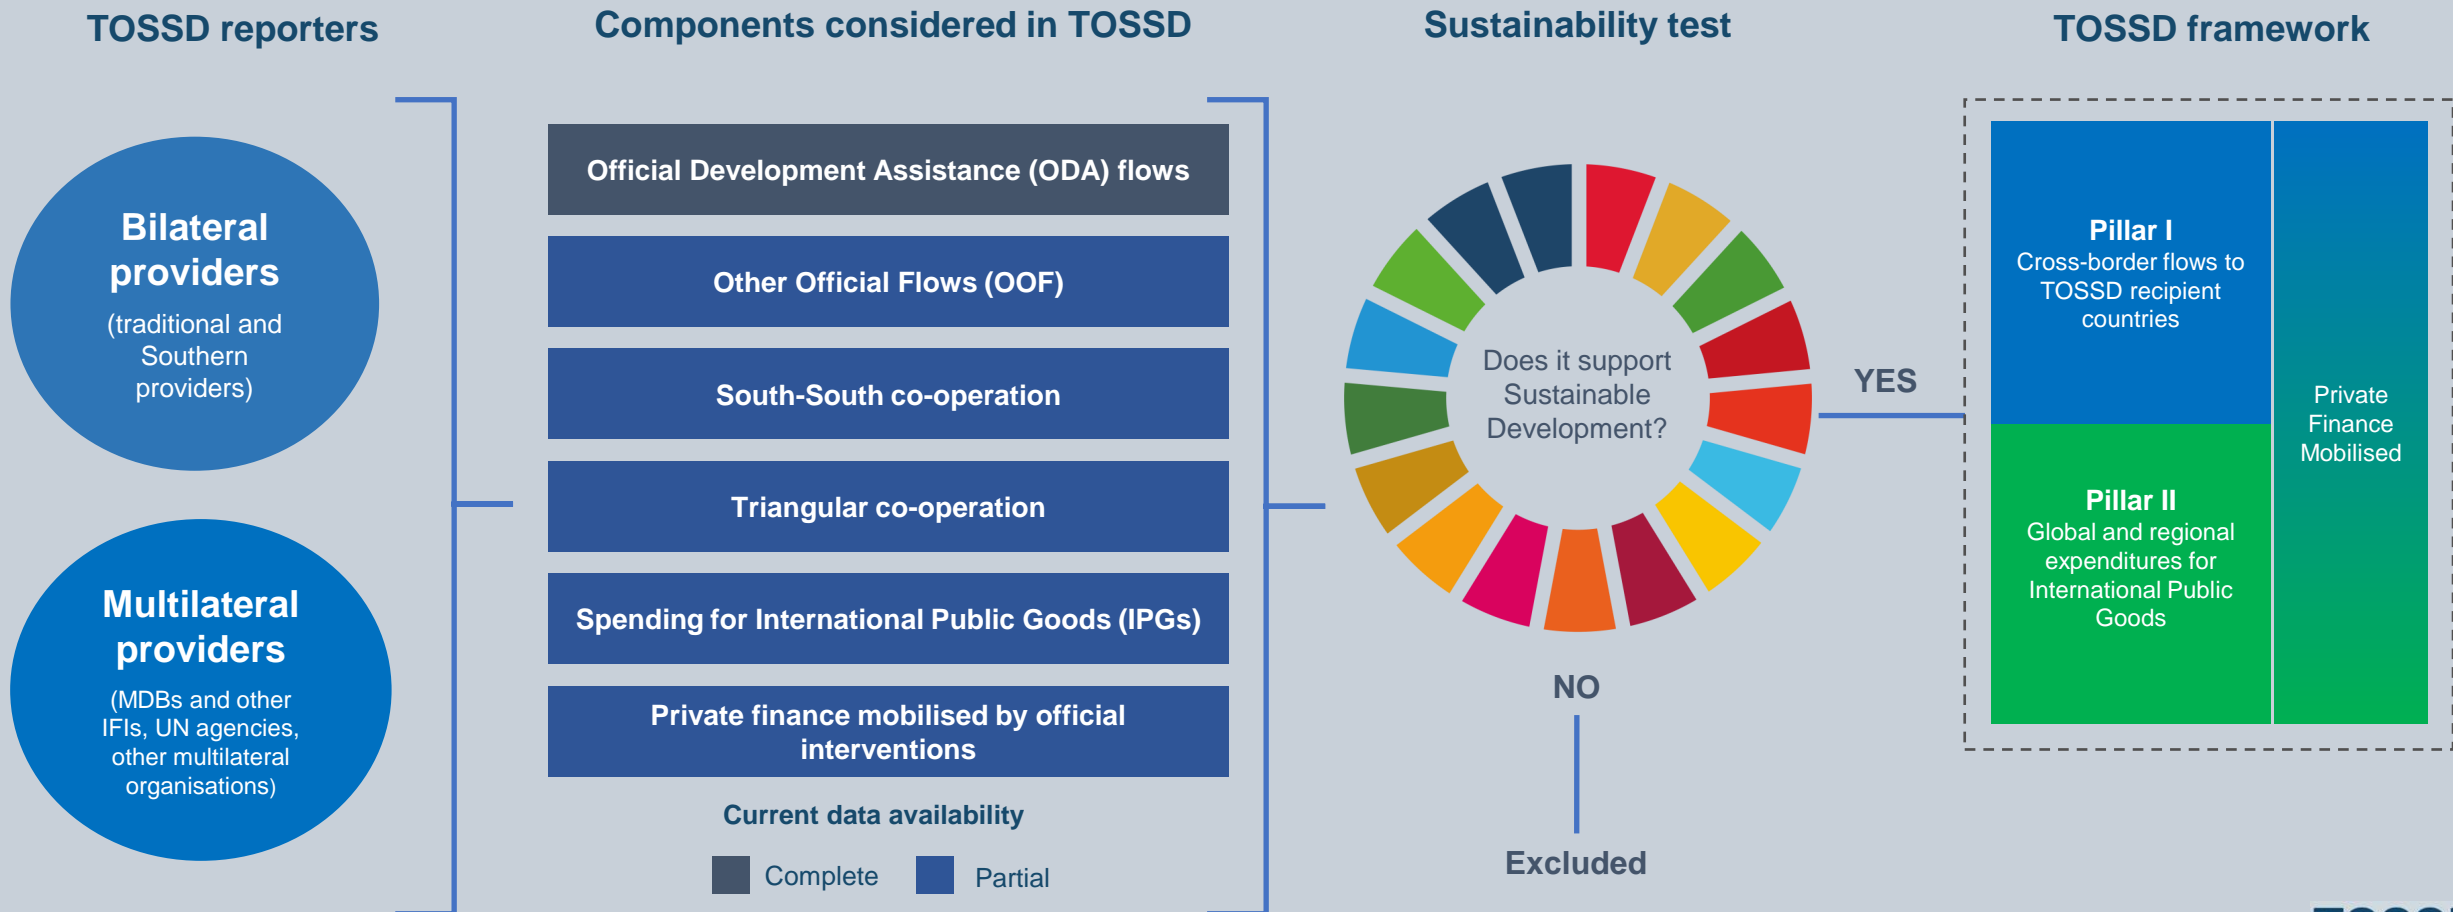 TOSSD reporters
Components considered in TOSSD
Sustainability test
TOSSD framework
Bilateral
providers
(traditional and
Southern
providers)
Multilateral
providers
(MDBs and other
IFIs, UN agencies,
other multilateral
organisations)
Official Development Assistance (ODA) flows
Other Official Flows (OOF)
South-South co-operation
Triangular co-operation
Spending for International Public Goods (IPGs)
Private finance mobilised by official
interventions
Current data availability
Complete
Partial
Does it support
Sustainable
Development?
YES
NO
Excluded
Pillar I
Cross-border flows to
TOSSD recipient
countries
Pillar II
Global and regional
expenditures for
International Public
Goods
Private
Finance
Mobilised